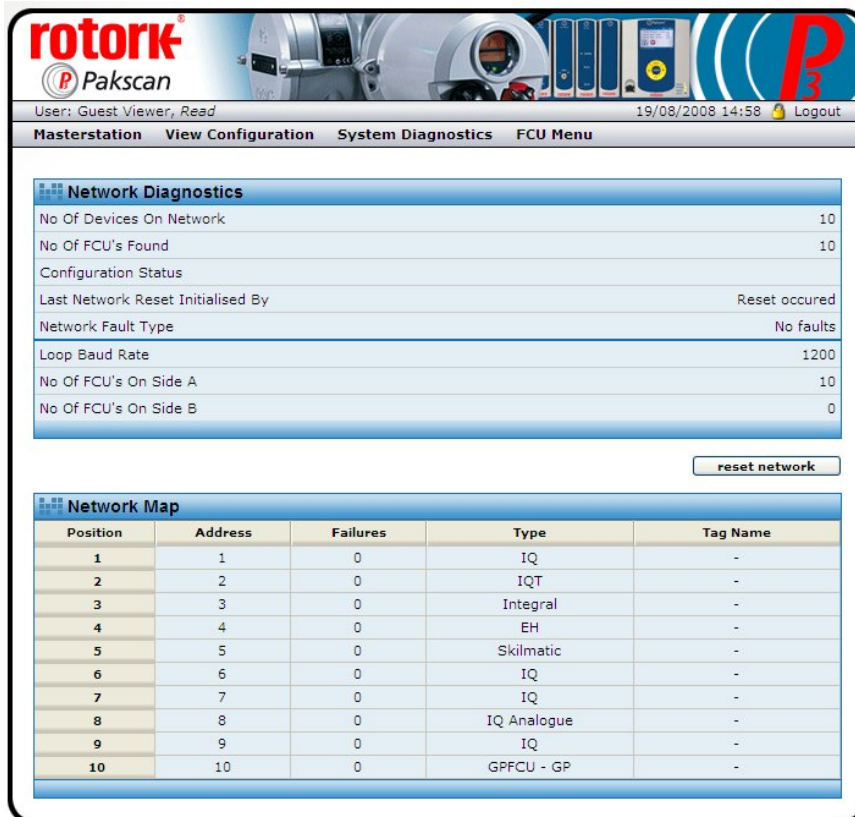 rotork
P Pakscan
P3
User: Guest Viewer, Read 19/08/2008 14:58 Logout
Masterstation View Configuration System Diagnostics FCU Menu
Network Diagnostics
No Of Devices On Network 10
No Of FCU's Found 10
Configuration Status
Last Network Reset Initialised By Reset occured
Network Fault Type No faults
Loop Baud Rate 1200
No Of FCU's On Side A 10
No Of FCU's On Side B 0
reset network
Network Map
Position Address Failures Type Tag Name
1 1 0 IQ -
2 2 0 IQT -
3 3 0 Integral -
4 4 0 EH -
5 5 0 Skilmatic -
6 6 0 IQ -
7 7 0 IQ -
8 8 0 IQ Analogue -
9 9 0 IQ -
10 10 0 GPFCU - GP -